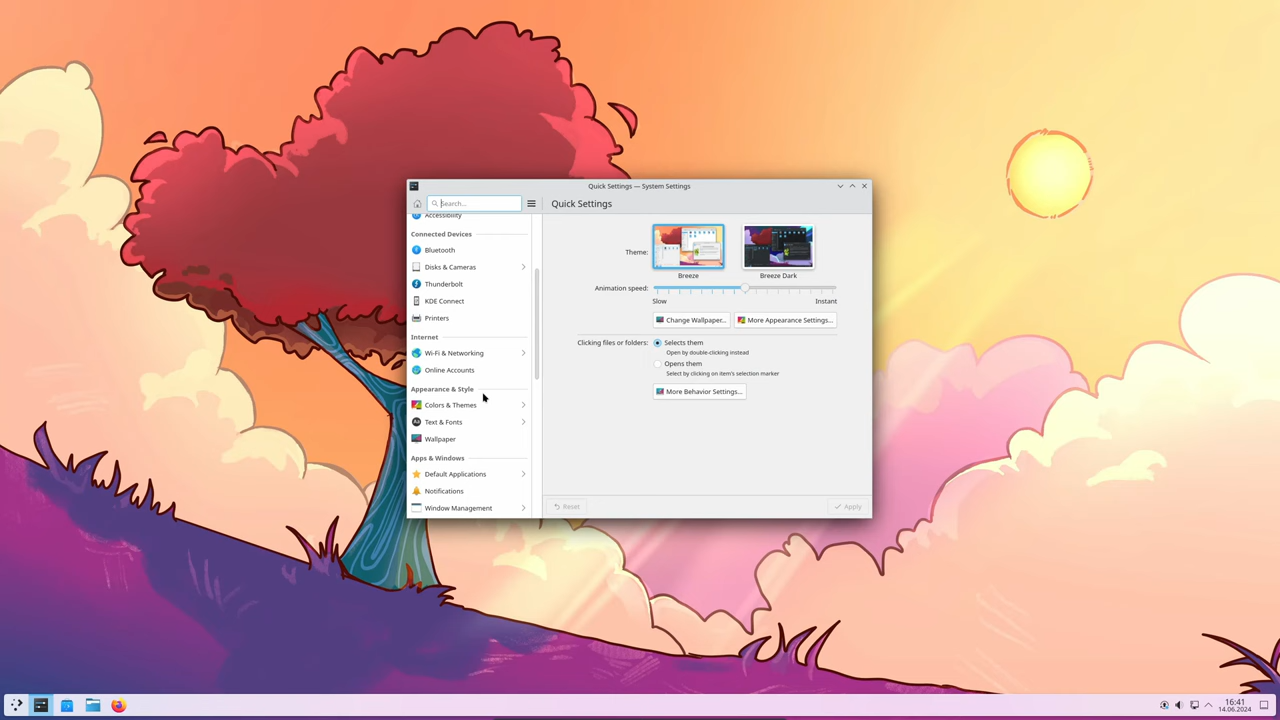 Quick Settings — System Settings
Search...
Quick Settings
Accessibility
Connected Devices
Bluetooth
Disks & Cameras
Thunderbolt
KDE Connect
Printers
Internet
Wi-Fi & Networking
Online Accounts
Appearance & Style
Colors & Themes
Text & Fonts
Wallpaper
Apps & Windows
Default Applications
Notifications
Window Management
Theme:
Breeze
Breeze Dark
Animation speed:
Slow
Instant
Change Wallpaper...
More Appearance Settings...
Clicking files or folders:
Selects them
Open by double-clicking instead
Opens them
Select by clicking on item's selection marker
More Behavior Settings...
Reset
Apply
16:41
14.06.2024